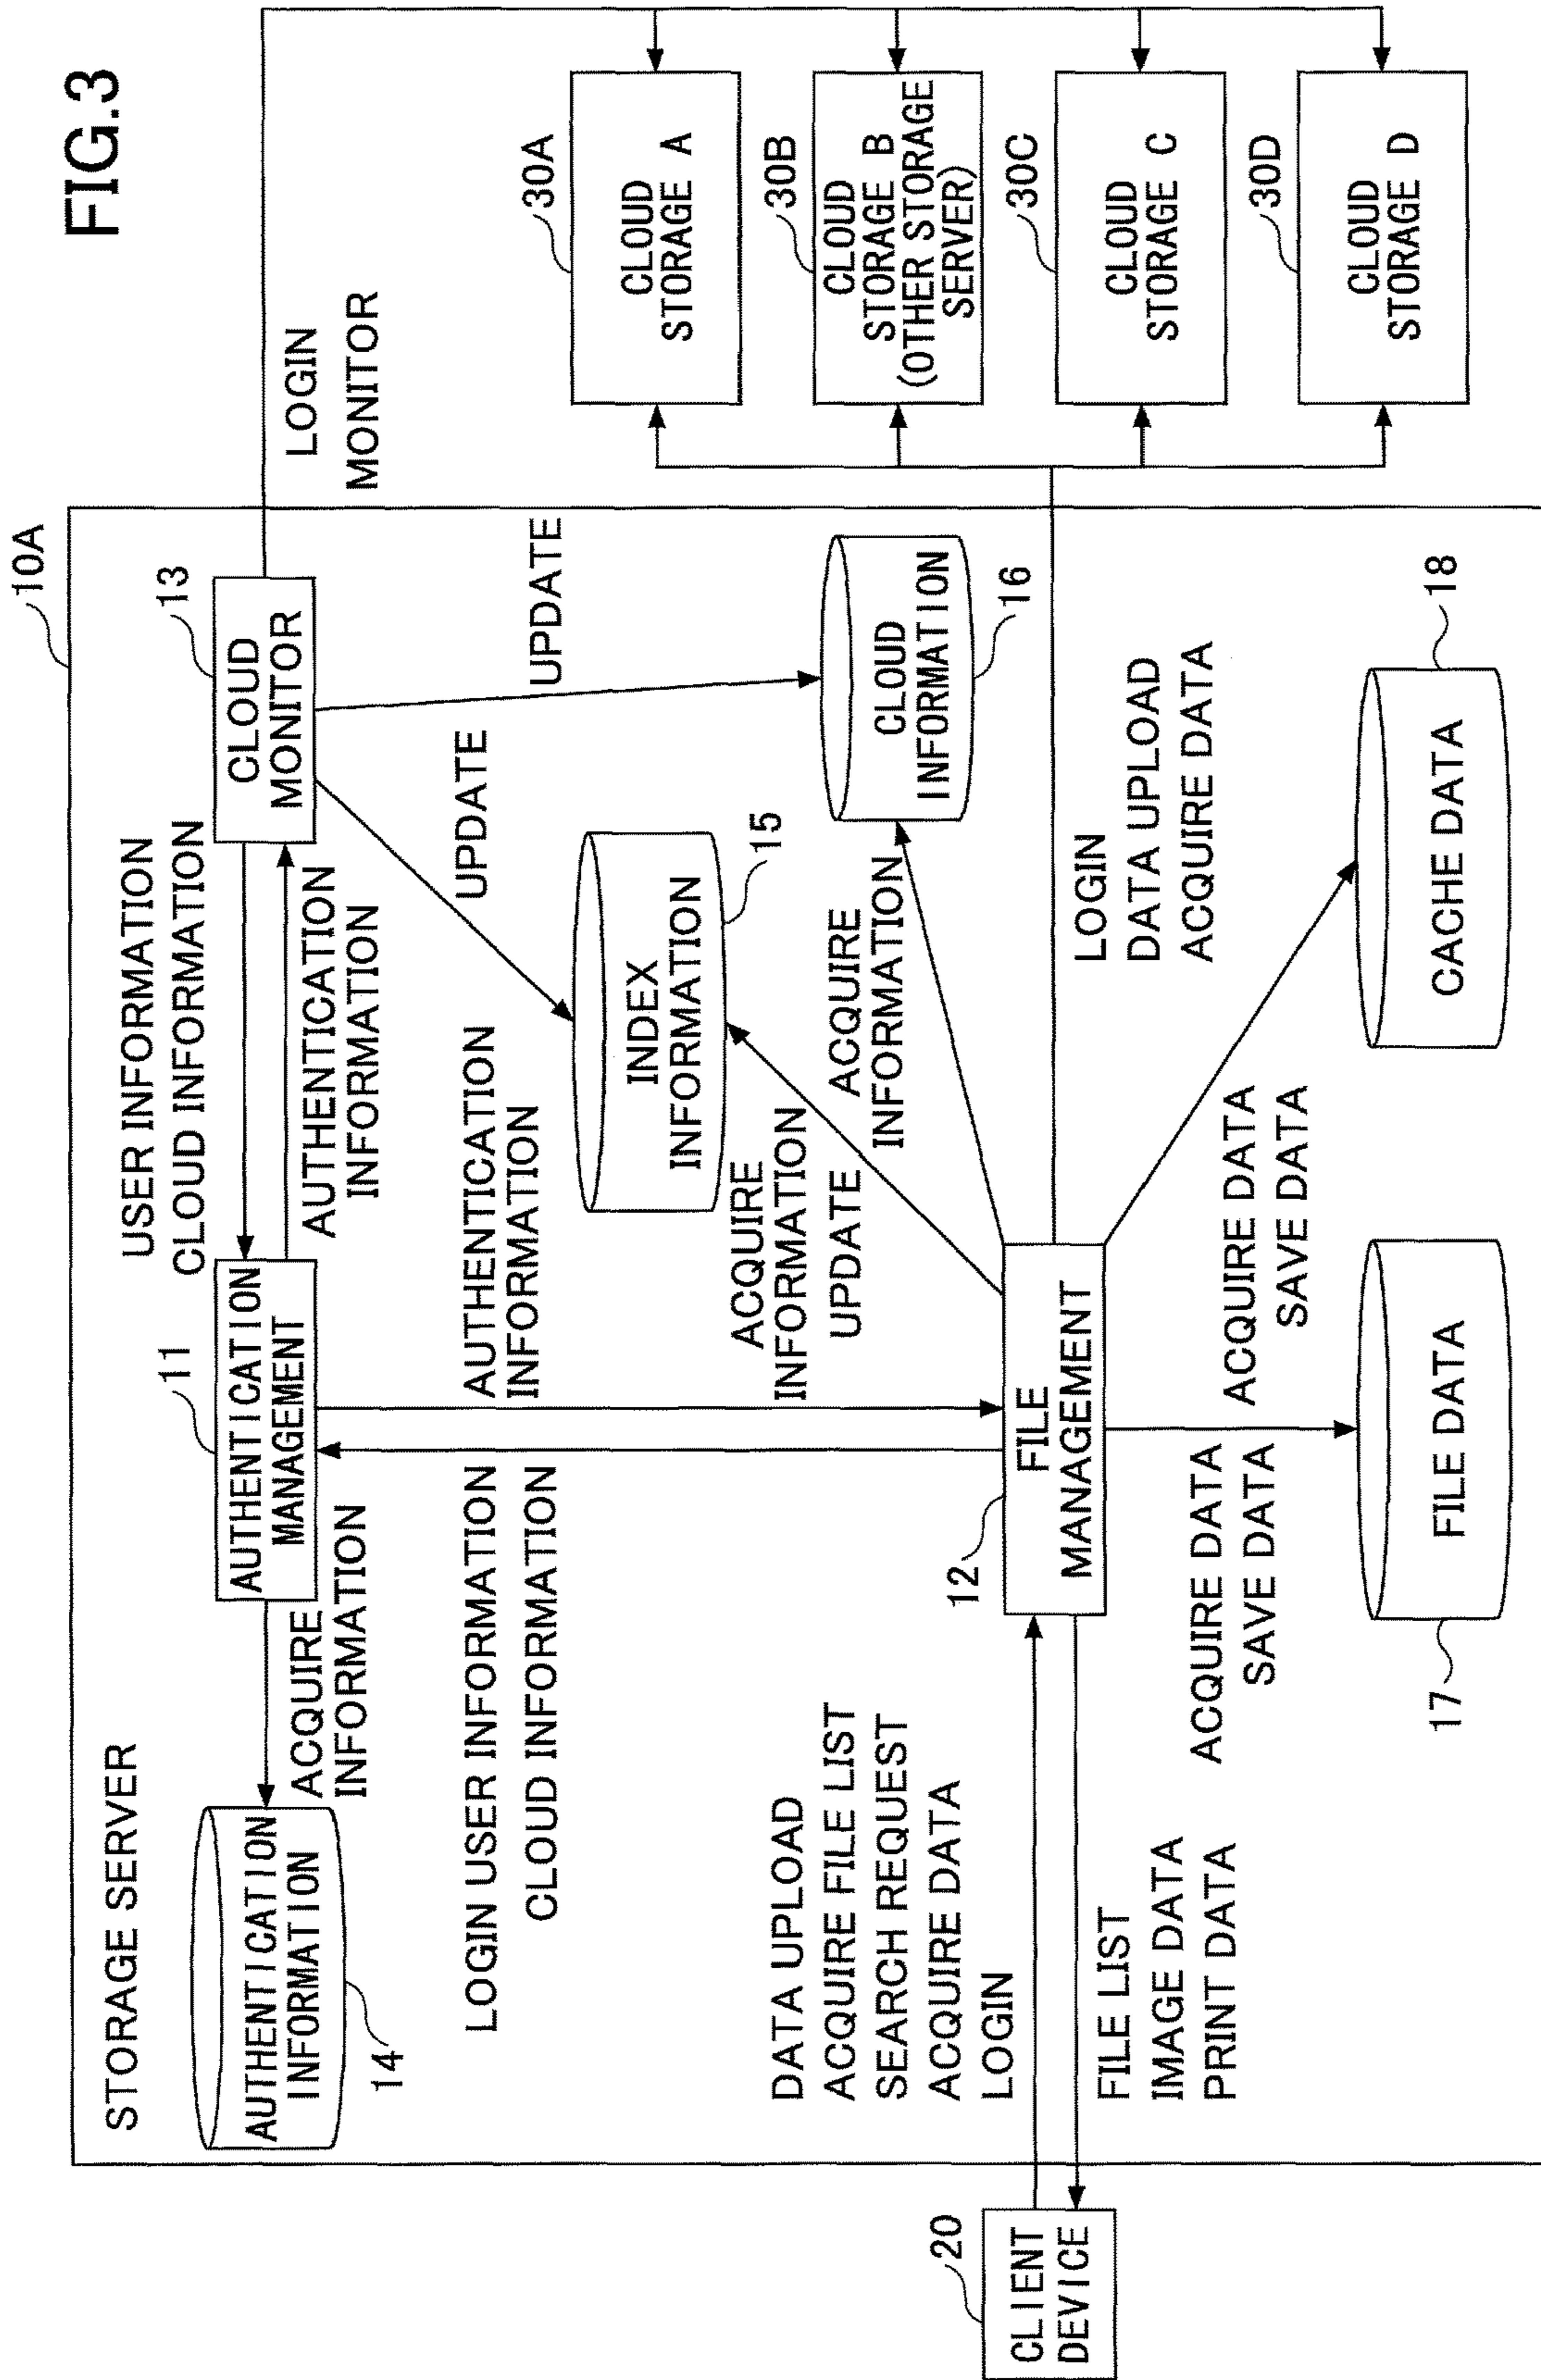 FIG.3
10A
STORAGE SERVER
AUTHENTICATION
INFORMATION
14
ACQUIRE
INFORMATION
11
AUTHENTICATION
MANAGEMENT
USER INFORMATION
CLOUD INFORMATION
AUTHENTICATION
INFORMATION
13
CLOUD
MONITOR
LOGIN
MONITOR
UPDATE
UPDATE
LOGIN USER INFORMATION
CLOUD INFORMATION
AUTHENTICATION
INFORMATION
INDEX
INFORMATION
15
CLOUD
INFORMATION
16
ACQUIRE
INFORMATION
UPDATE
ACQUIRE
INFORMATION
30A
CLOUD
STORAGE A
30B
CLOUD
STORAGE B
(OTHER STORAGE
SERVER)
30C
CLOUD
STORAGE C
30D
CLOUD
STORAGE D
20
CLIENT
DEVICE
DATA UPLOAD
ACQUIRE FILE LIST
SEARCH REQUEST
ACQUIRE DATA
LOGIN
FILE LIST
IMAGE DATA
PRINT DATA
12
FILE
MANAGEMENT
LOGIN
DATA UPLOAD
ACQUIRE DATA
ACQUIRE DATA
SAVE DATA
ACQUIRE DATA
SAVE DATA
17
FILE DATA
18
CACHE DATA